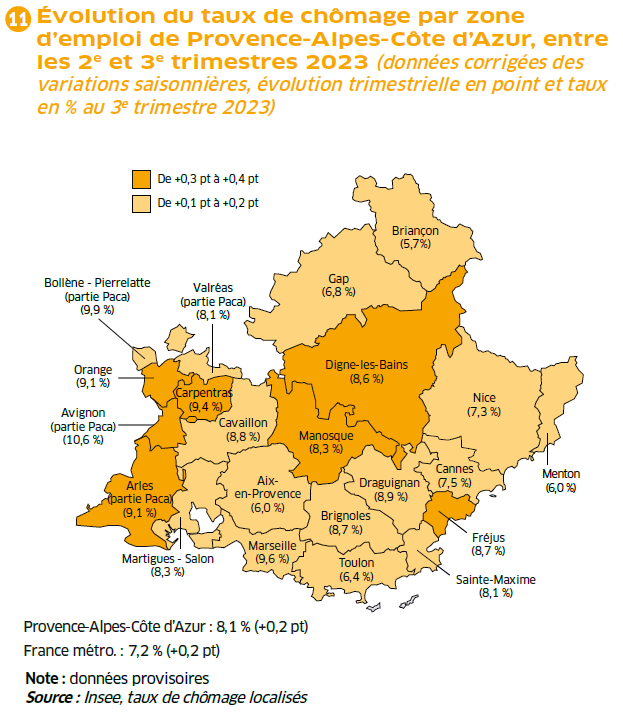 11 Évolution du taux de chômage par zone
d'emploi de Provence-Alpes-Côte d'Azur, entre
les 2e et 3e trimestres 2023 (données corrigées des
variations saisonnières, évolution trimestrielle en point et taux
en % au 3e trimestre 2023)
De +0,3 pt à +0,4 pt
De +0,1 pt à +0,2 pt
Briançon
(5,7%)
Gap
(6,8 %)
Bollène - Pierrelatte
(partie Paca)
(9,9 %)
Valréas
(partie Paca)
(8,1 %)
Orange
(9,1 %)
Carpentras
(9,4 %)
Digne-les-Bains
(8,6 %)
Avignon
(partie Paca)
(10,6 %)
Cavaillon
(8,8 %)
Manosque
(8,3 %)
Nice
(7,3 %)
Menton
(6,0 %)
Arles
(partie Paca)
(9,1 %)
Aix-
en-Provence
(6,0 %)
Draguignan
(8,9 %)
Cannes
(7,5 %)
Brignoles
(8,7 %)
Fréjus
(8,7 %)
Martigues - Salon
(8,3 %)
Marseille
(9,6 %)
Toulon
(6,4 %)
Sainte-Maxime
(8,1 %)
Provence-Alpes-Côte d'Azur : 8,1 % (+0,2 pt)
France métro. : 7,2 % (+0,2 pt)
Note : données provisoires
Source : Insee, taux de chômage localisés